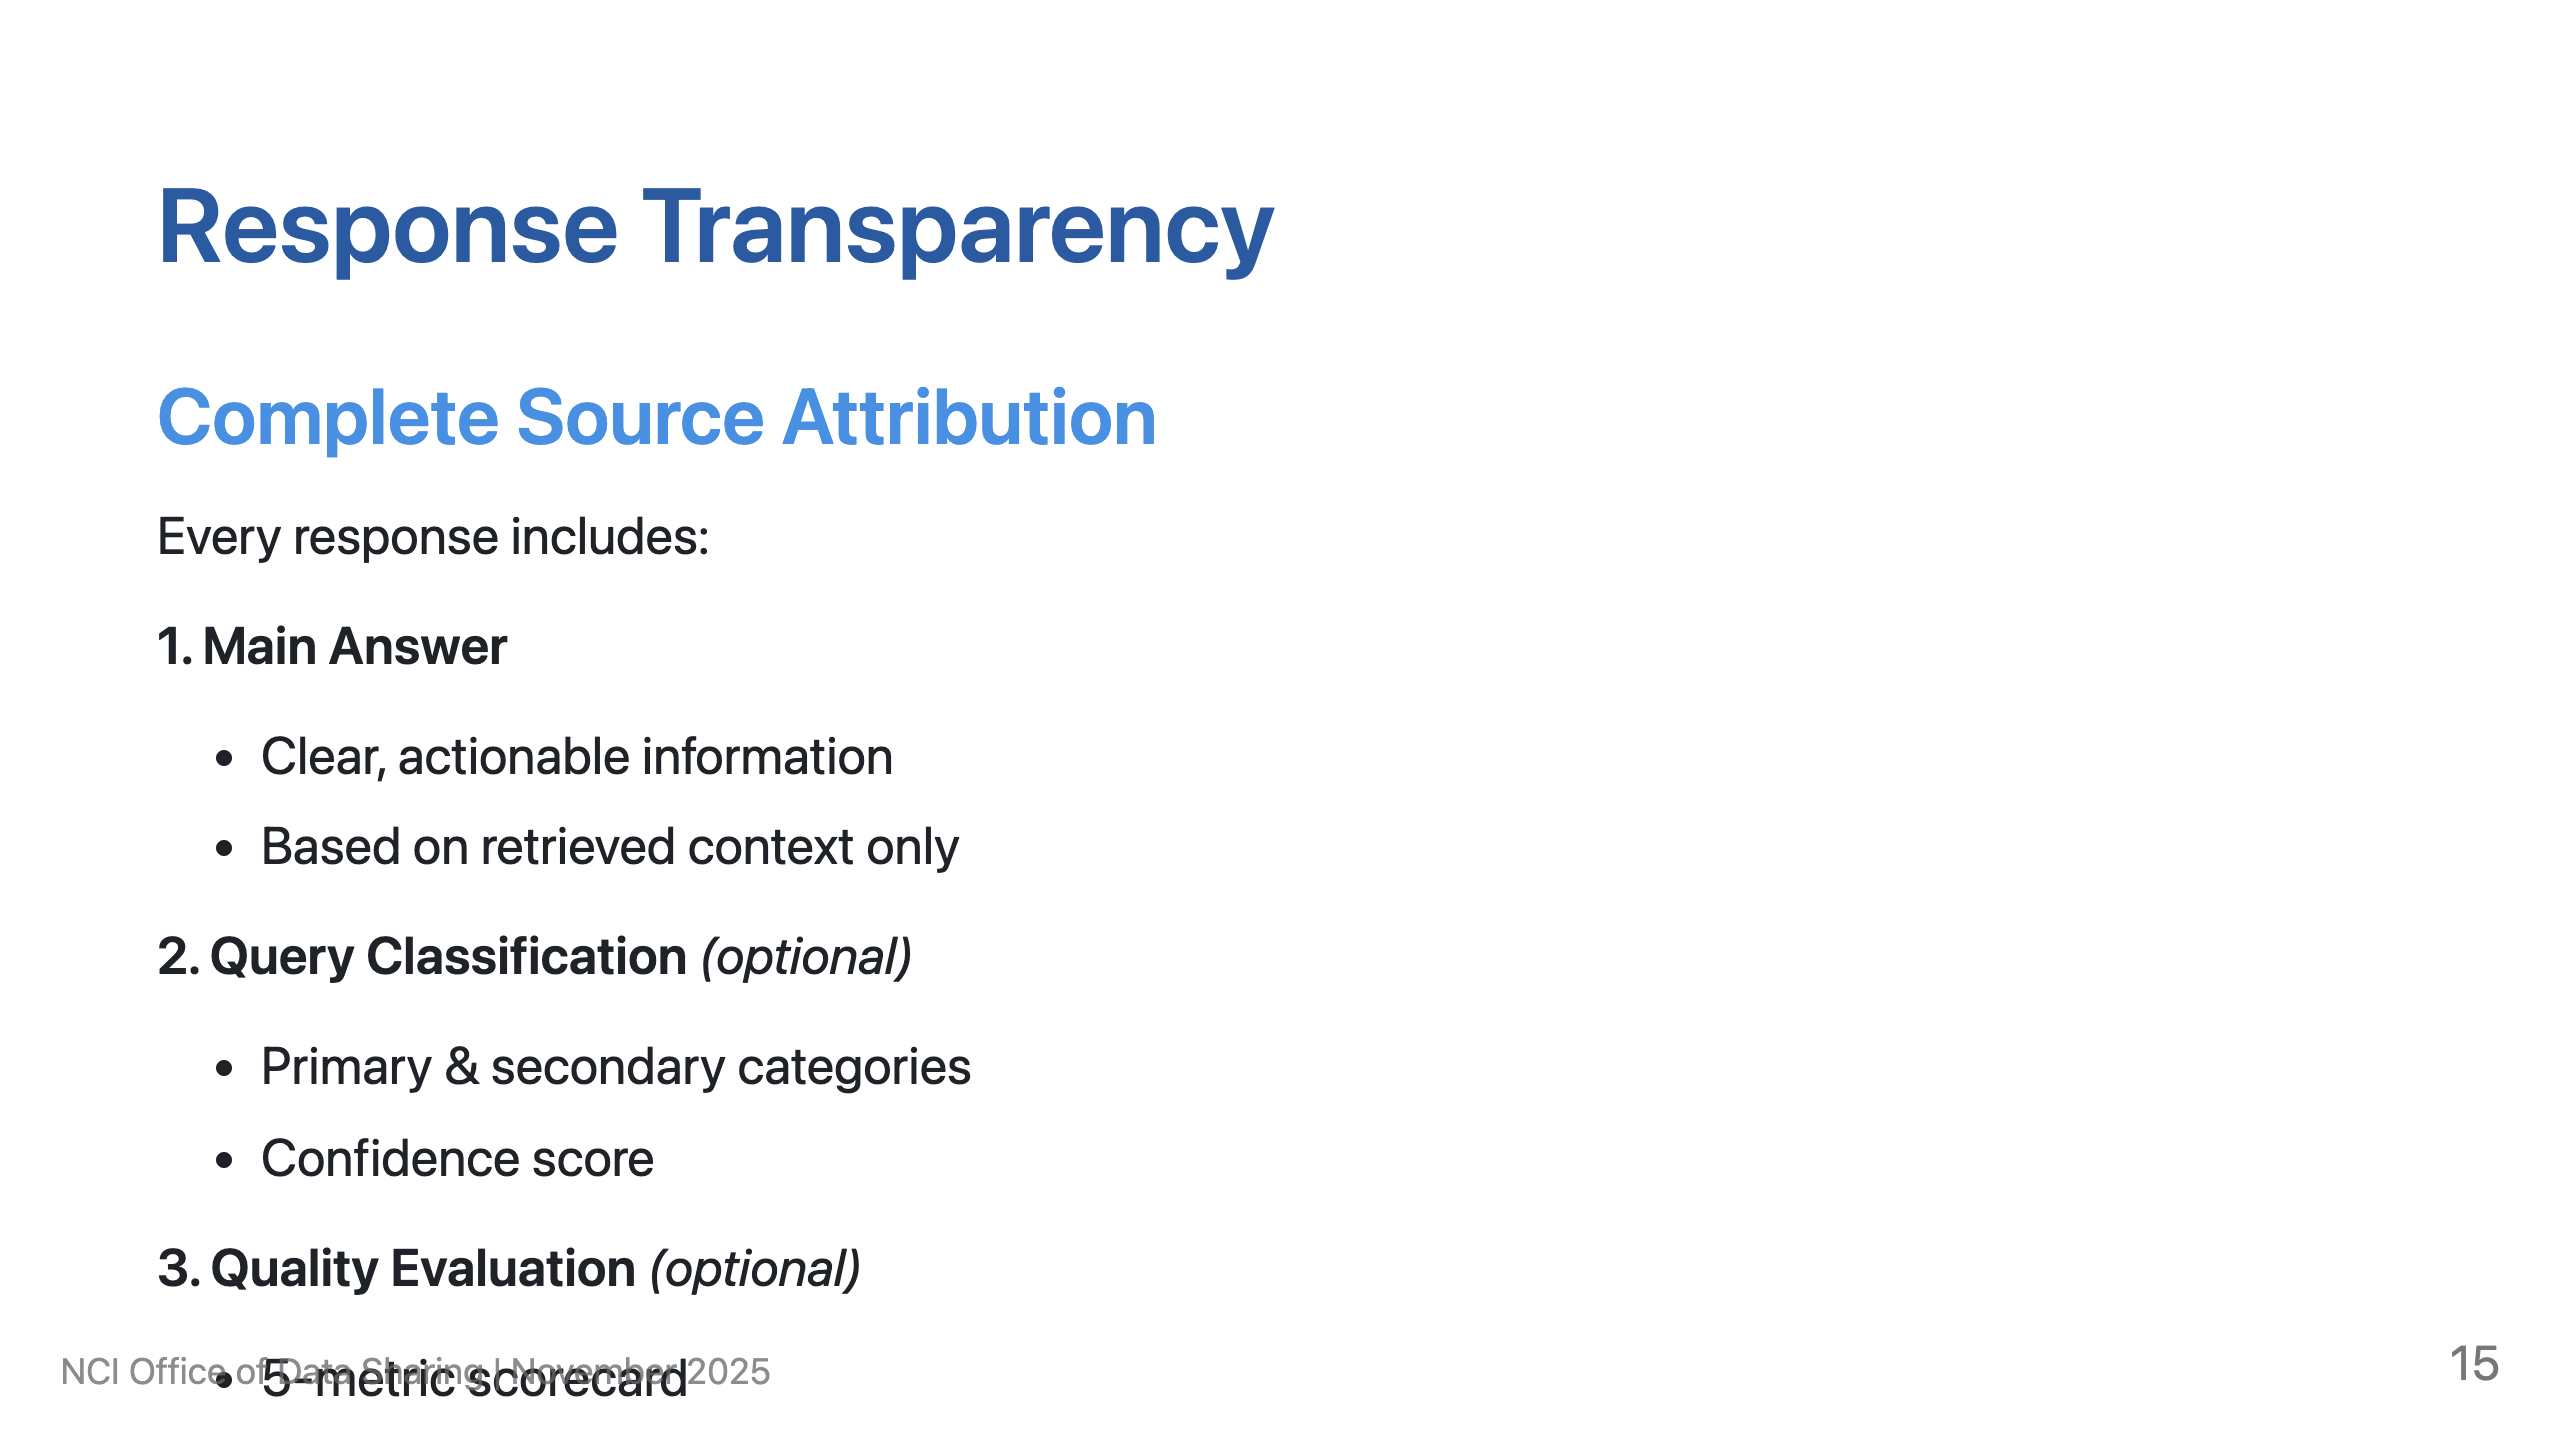 Response Transparency
Complete Source Attribution
Every response includes:
1. Main Answer
• Clear, actionable information
• Based on retrieved context only
2. Query Classification (optional)
• Primary & secondary categories
• Confidence score
3. Quality Evaluation (optional)
• 5-metric scorecard
NCI Office of Data Sharing | November 2025
15